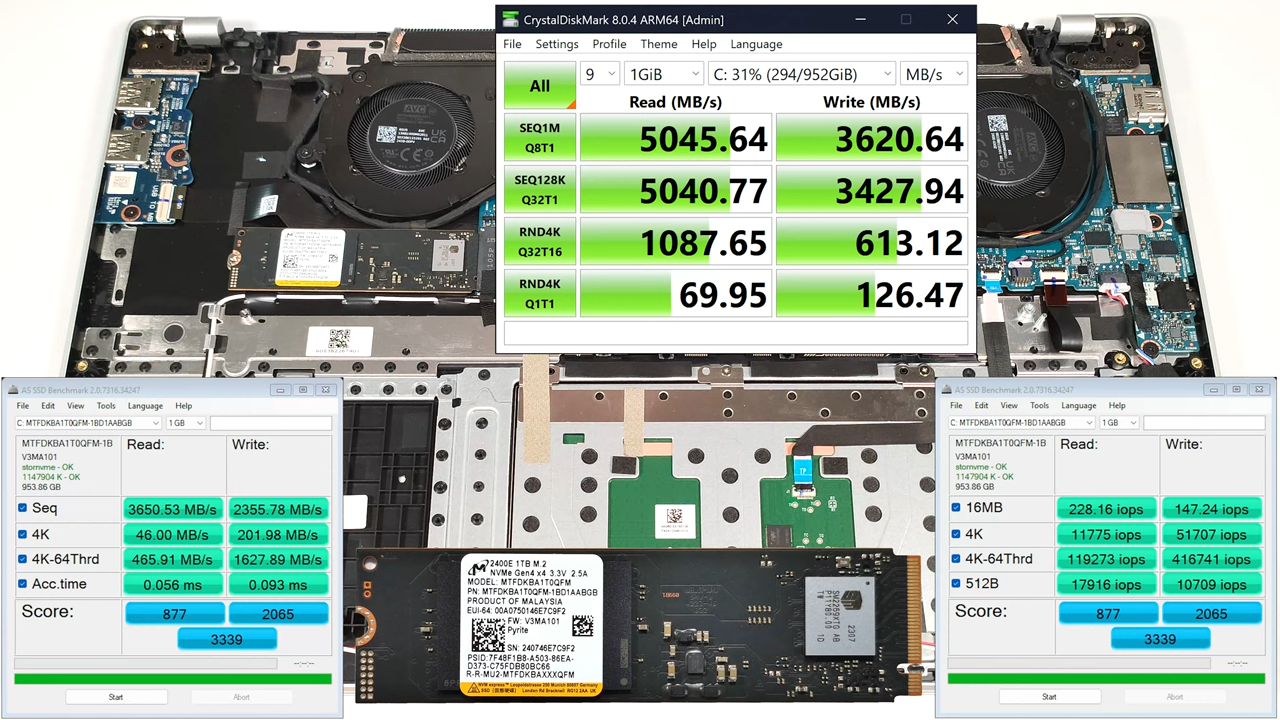 CrystalDiskMark 8.0.4 ARM64 [Admin]
File Settings Profile Theme Help Language
All
9
1GiB
C: 31% (294/952GiB)
MB/s
Read (MB/s) Write (MB/s)
SEQ1M
Q8T1
5045.64 3620.64
SEQ128K
Q32T1
5040.77 3427.94
RND4K
Q32T16
1087.65 613.12
RND4K
Q1T1
69.95 126.47
AVC
AS SSD Benchmark 2.0.7316.34247
File Edit View Tools Language Help
C: MTFDKBA1T0QFM-1BD1AABGB 1 GB
MTFDKBA1T0QFM-1B
V3MA101
stornvme - OK
1147904 K - OK
953.86 GB
Read: Write:
Seq 3650.53 MB/s 2355.78 MB/s
4K 46.00 MB/s 201.98 MB/s
4K-64Thrd 465.91 MB/s 1627.89 MB/s
Acc.time 0.056 ms 0.093 ms
Score: 877 2065
3339
--:--:--
Start Abort
TP
2400E 1TB M.2
NVMe Gen4 x4 3.3V 2.5A
MODEL: MTFDKBA1T0QFM
PN: MTFDKBA1T0QFM-1BD1AABGB
PRODUCT OF MALAYSIA
EUI-64: 00A0750146E7C9F2
FW: V3MA101
Pyrite
SN: 240746E7C9F2
PSID:7F48F1B8-A503-86EA-
D373-C75FDB80BC66
R-R-MU2-MTFDKBAXXXQFM
AS SSD Benchmark 2.0.7316.34247
File Edit View Tools Language Help
C: MTFDKBA1T0QFM-1BD1AABGB 1 GB
MTFDKBA1T0QFM-1B
V3MA101
stornvme - OK
1147904 K - OK
953.86 GB
Read: Write:
16MB 228.16 iops 147.24 iops
4K 11775 iops 51707 iops
4K-64Thrd 119273 iops 416741 iops
512B 17916 iops 10709 iops
Score: 877 2065
3339
--:--:--
Start Abort